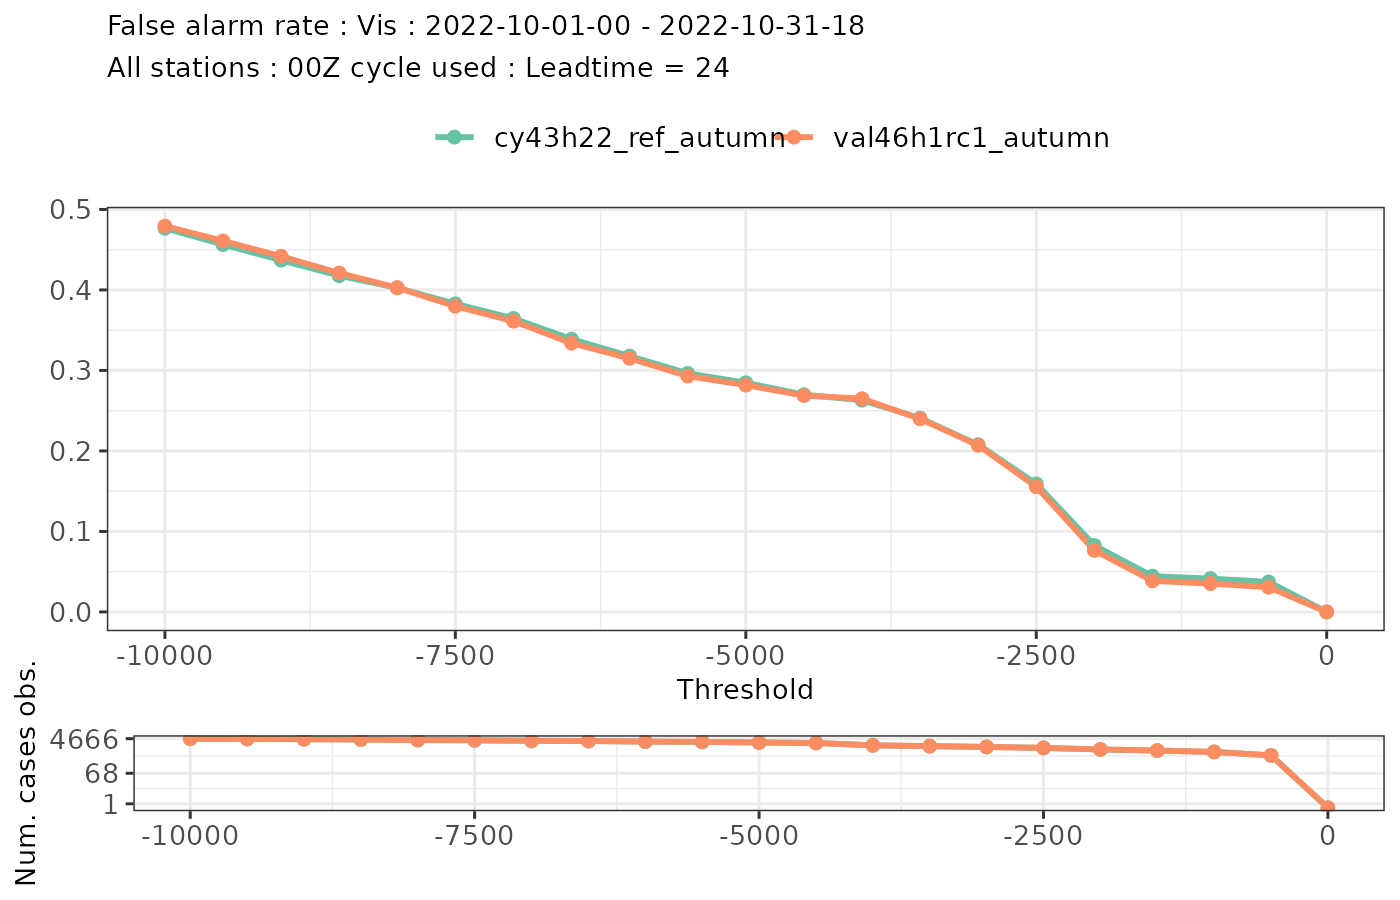 False alarm rate : Vis : 2022-10-01-00 - 2022-10-31-18
All stations : 00Z cycle used : Leadtime = 24
cy43h22_ref_autumn val46h1rc1_autumn
0.5
0.4
0.3
0.2
0.1
0.0
-10000 -7500 -5000 -2500 0
Threshold
Num. cases obs.
4666
68
1
-10000 -7500 -5000 -2500 0